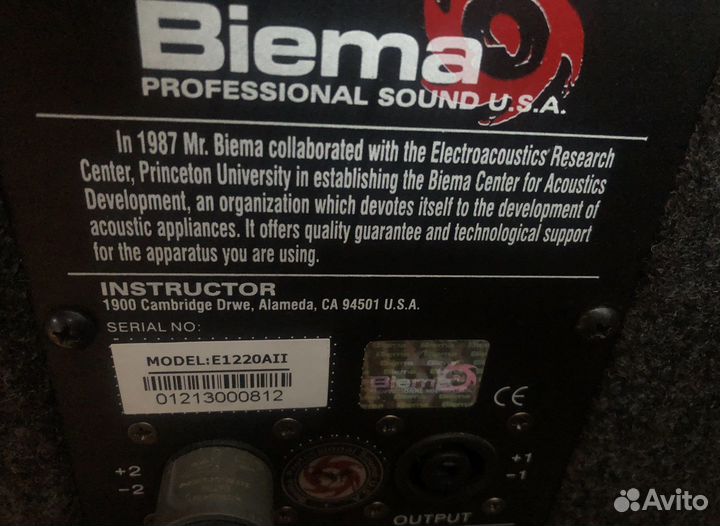 Biema
PROFESSIONAL SOUND U.S.A.
In 1987 Mr. Biema collaborated with the Electroacoustics Research
Center, Princeton University in establishing the Biema Center for Acoustics
Development, an organization which devotes itself to the development of
acoustic appliances. It offers quality guarantee and technological support
for the apparatus you are using.
INSTRUCTOR
1900 Cambridge Drwe, Alameda, CA 94501 U.S.A.
SERIAL NO:
MODEL:E1220AII
01213000812
Biema
CE
+2
-2
+1
-1
OUTPUT
Avito